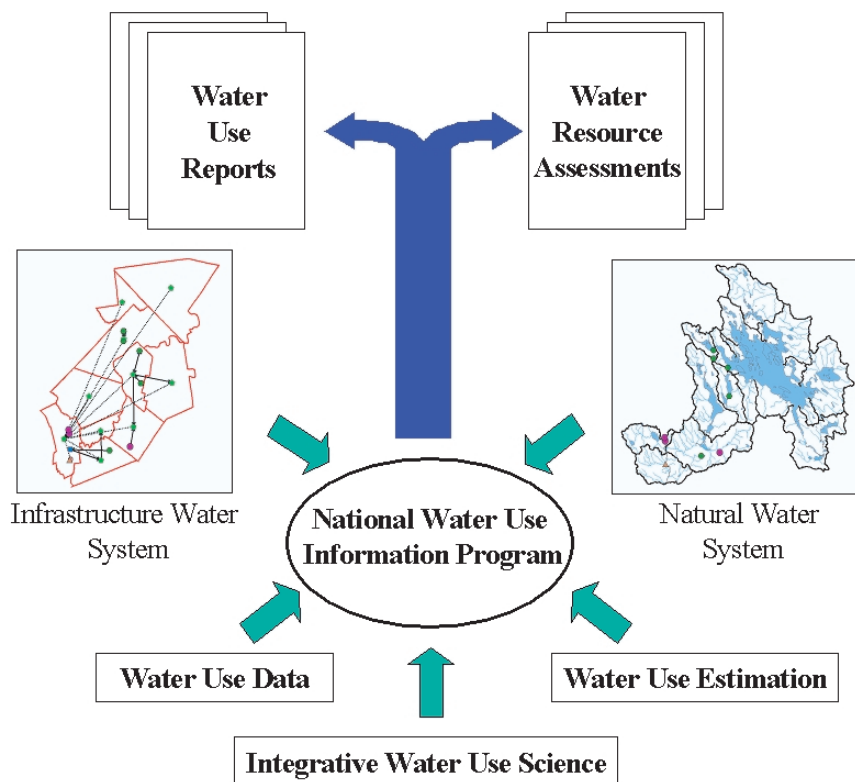 Water
Use
Reports
Water
Resource
Assessments
Infrastructure Water
System
National Water Use
Information Program
Natural Water
System
Water Use Data
Water Use Estimation
Integrative Water Use Science